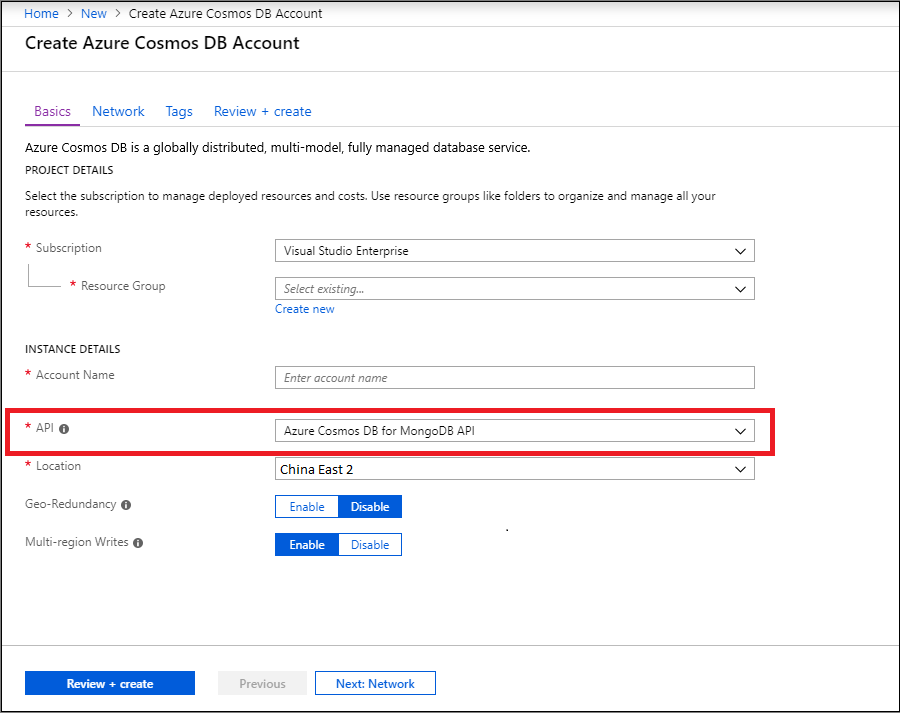 Home > New > Create Azure Cosmos DB Account
Create Azure Cosmos DB Account
Basics Network Tags Review + create
Azure Cosmos DB is a globally distributed, multi-model, fully managed database service.
PROJECT DETAILS
Select the subscription to manage deployed resources and costs. Use resource groups like folders to organize and manage all your
resources.
* Subscription Visual Studio Enterprise
* Resource Group Select existing...
Create new
INSTANCE DETAILS
* Account Name Enter account name
* API Azure Cosmos DB for MongoDB API
* Location China East 2
Geo-Redundancy Enable Disable
Multi-region Writes Enable Disable
Review + create Previous Next: Network